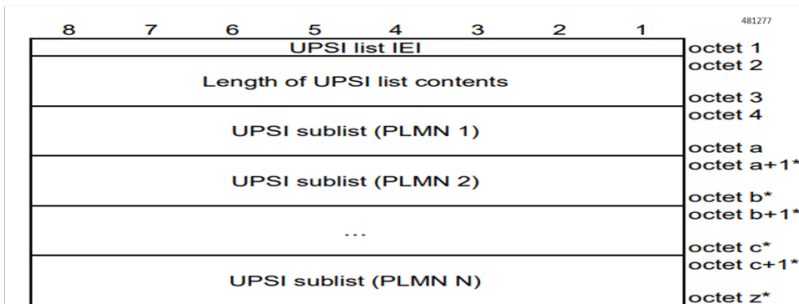 481277
8 7 6 5 4 3 2 1
UPSI list IEI octet 1
octet 2
Length of UPSI list contents
octet 3
octet 4
UPSI sublist (PLMN 1)
octet a
octet a+1*
UPSI sublist (PLMN 2)
octet b*
octet b+1*
...
octet c*
octet c+1*
UPSI sublist (PLMN N)
octet z*